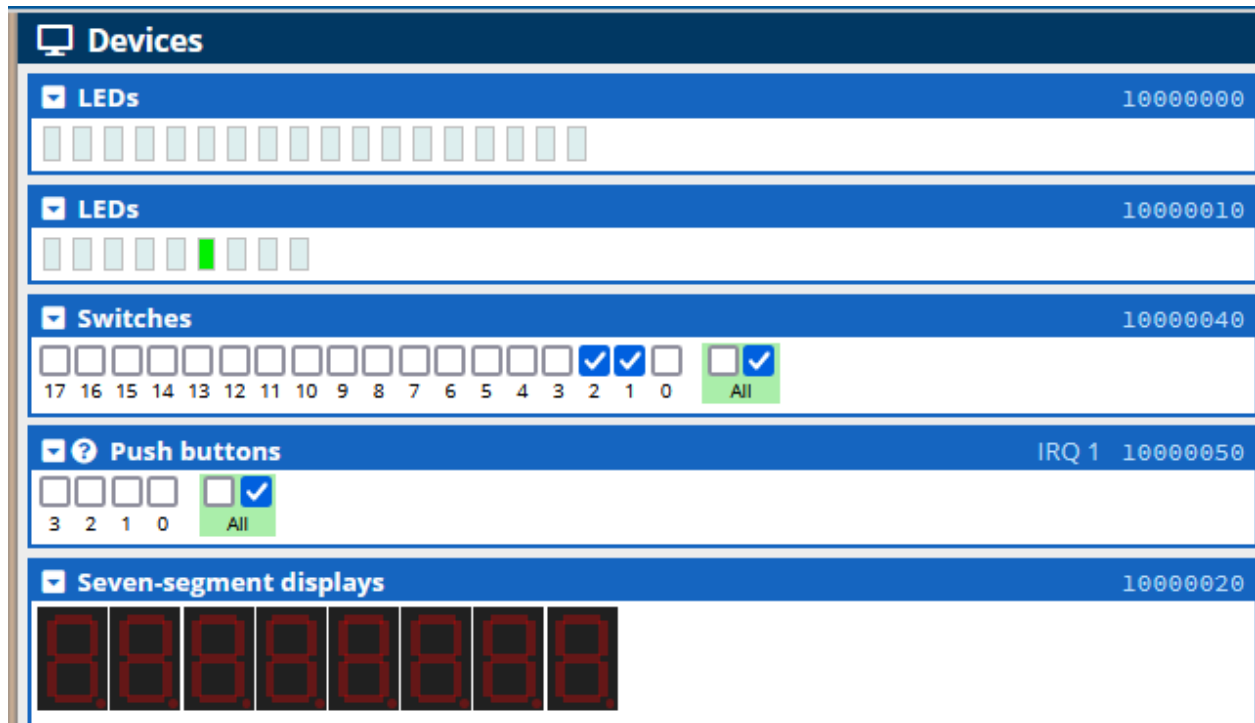 Devices
LEDs 10000000
LEDs 10000010
Switches 10000040
17 16 15 14 13 12 11 10 9 8 7 6 5 4 3 2 1 0 All
? Push buttons IRQ 1 10000050
3 2 1 0 All
Seven-segment displays 10000020